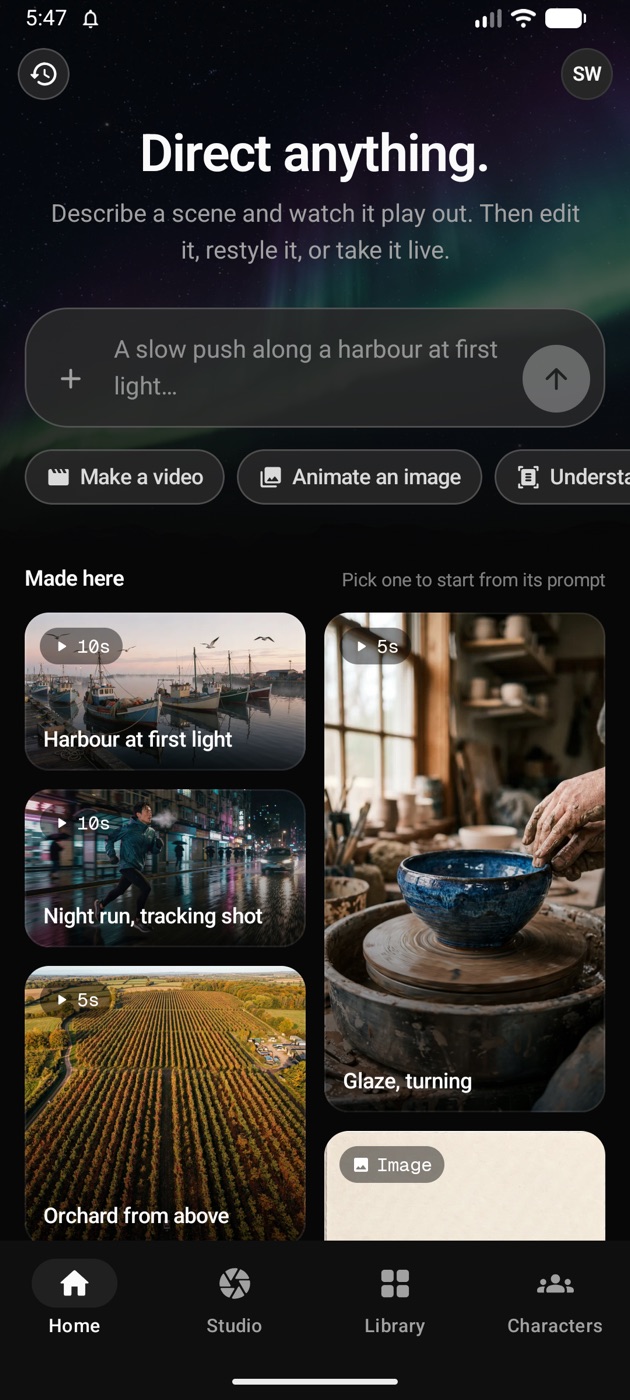 5:47
SW
Direct anything.
Describe a scene and watch it play out. Then edit
it, restyle it, or take it live.
A slow push along a harbour at first
light…
Make a video
Animate an image
Made here
Pick one to start from its prompt
10s
Harbour at first light
10s
Night run, tracking shot
5s
Orchard from above
5s
Glaze, turning
Image
Home
Studio
Library
Characters